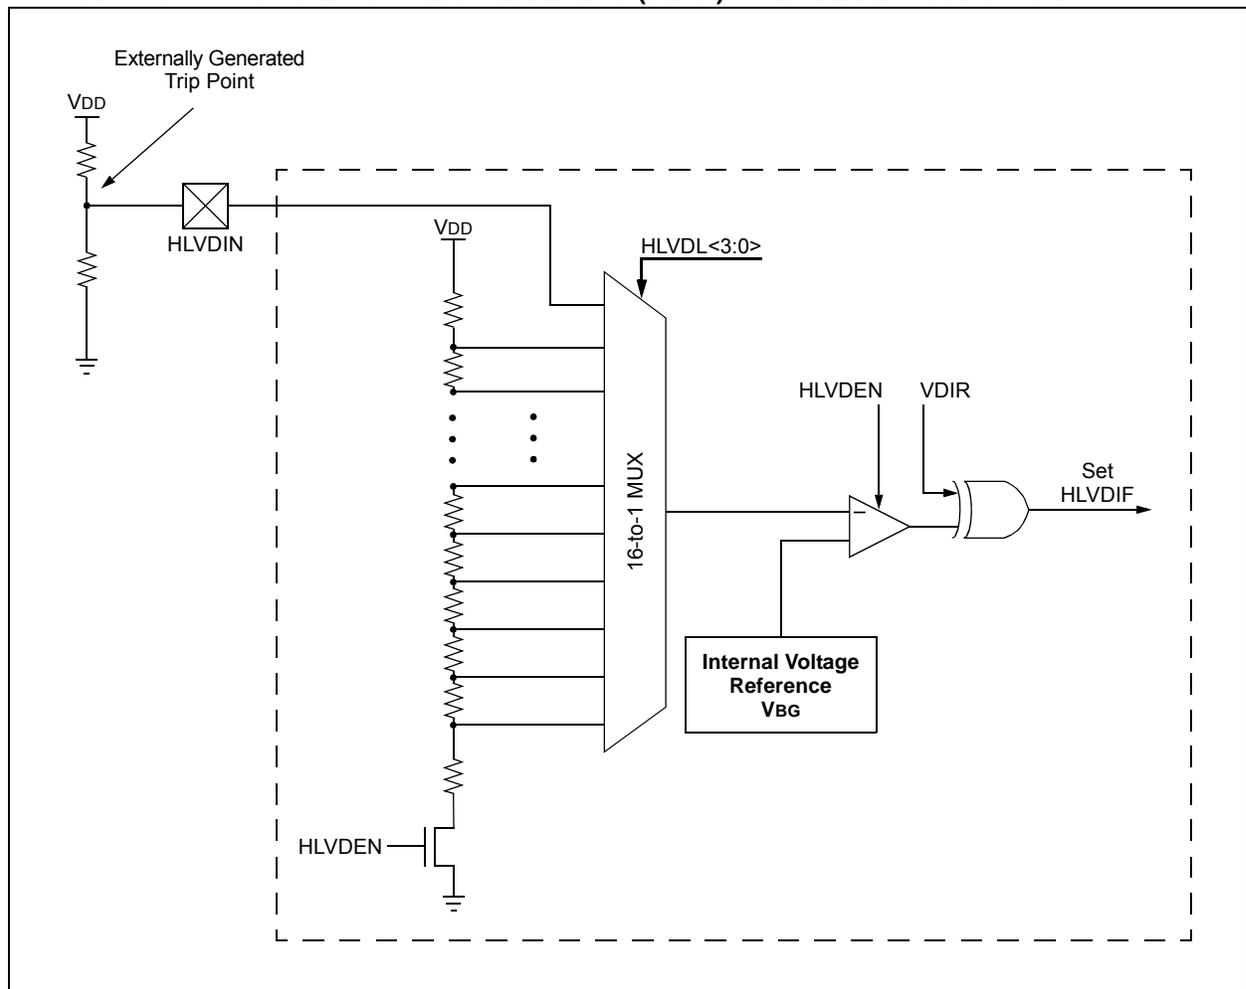 Externally Generated
Trip Point
VDD
HLVDIN
VDD
HLVDL<3:0>
HLVDEN
VDIR
Set
HLVDIF
16-to-1 MUX
–
Internal Voltage
Reference
VBG
HLVDEN